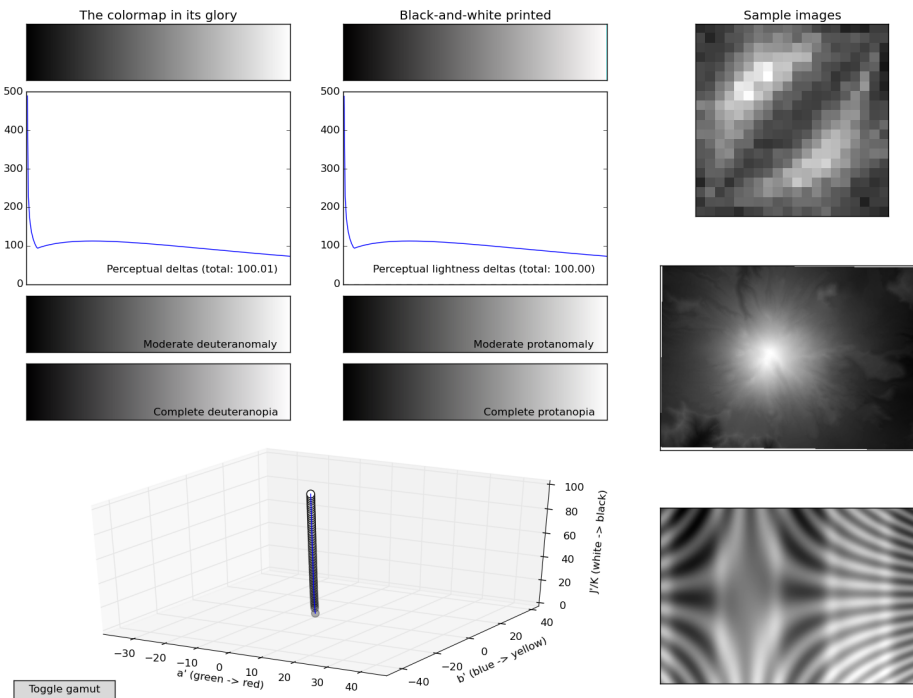 The colormap in its glory
Black-and-white printed
Sample images
500
400
300
200
100
0
Perceptual deltas (total: 100.01)
500
400
300
200
100
0
Perceptual lightness deltas (total: 100.00)
Moderate deuteranomaly
Moderate protanomaly
Complete deuteranopia
Complete protanopia
100
80
60
40
20
0
J'/K (white -> black)
−30
−20
−10
0
10
20
30
40
a' (green -> red)
−40
−20
0
20
40
b' (blue -> yellow)
Toggle gamut